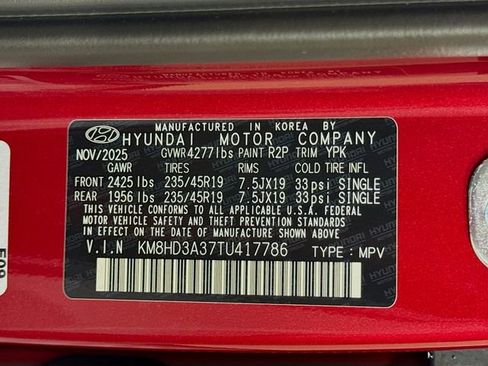 MANUFACTURED IN KOREA BY
HYUNDAI MOTOR COMPANY
NOV/2025 GVWR 4277lbs PAINT R2P TRIM YPK
GAWR TIRES RIMS COLD TIRE INFL
FRONT 2425 lbs 235/45R19 7.5JX19 33psi SINGLE
REAR 1956 lbs 235/45R19 7.5JX19 33psi SINGLE
THIS VEHICLE CONFORMS TO ALL APPLICABLE U.S. FEDERAL
MOTOR VEHICLE SAFETY AND THEFT PREVENTION STANDARDS
IN EFFECT ON THE DATE OF MANUFACTURE SHOWN ABOVE.
V.I.N KM8HD3A37TU417786 TYPE : MPV
E09